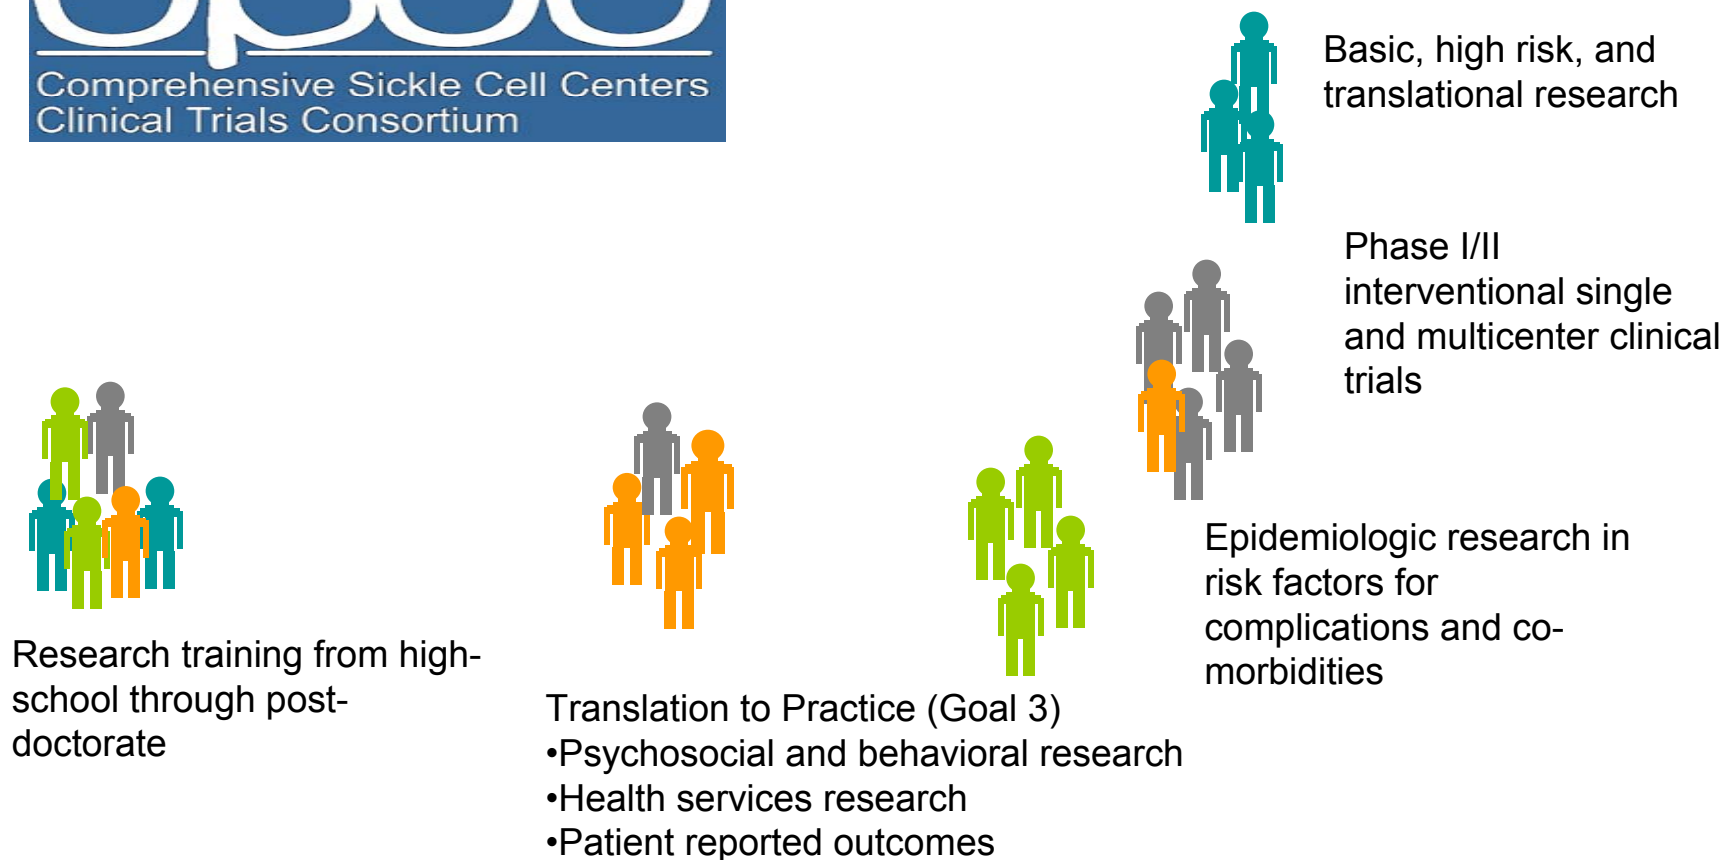 Comprehensive Sickle Cell Centers
Clinical Trials Consortium
Basic, high risk, and
translational research
Phase I/II
interventional single
and multicenter clinical
trials
Epidemiologic research in
risk factors for
complications and co-
morbidities
Research training from high-
school through post-
doctorate
Translation to Practice (Goal 3)
•Psychosocial and behavioral research
•Health services research
•Patient reported outcomes